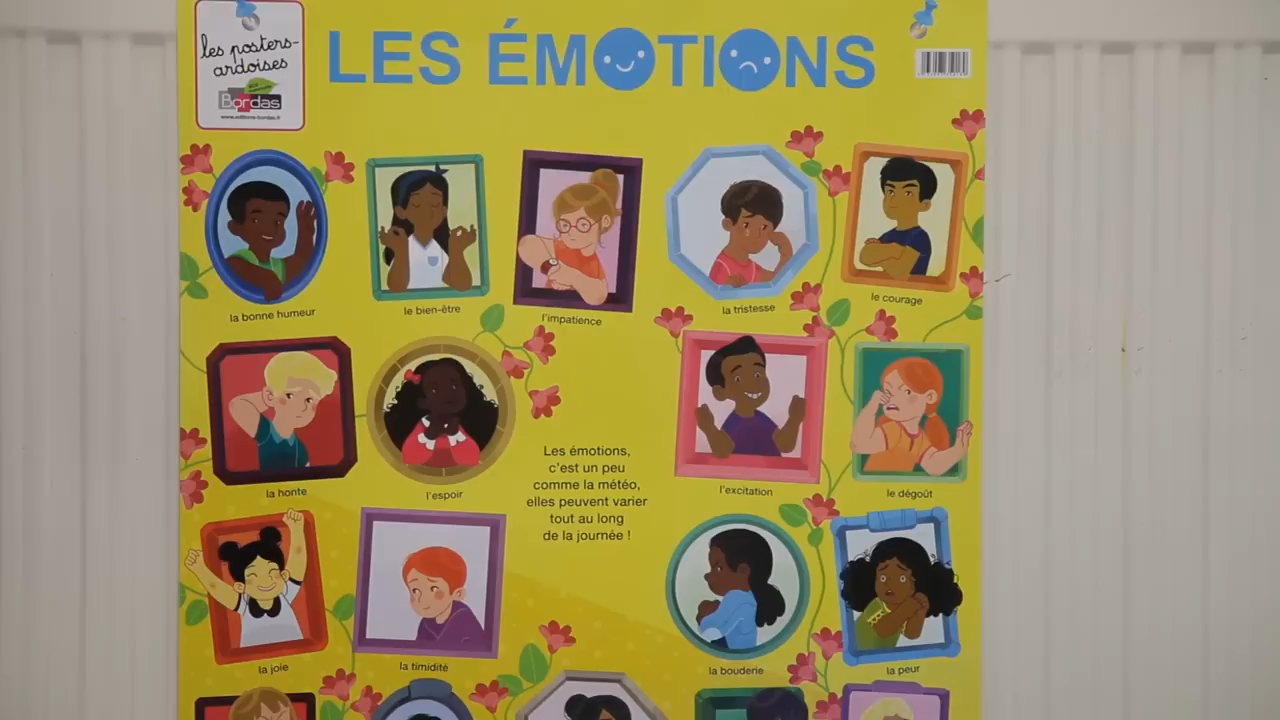 les posters-
ardoises
Bordas
www.editions-bordas.fr
LES ÉMOTIONS
la bonne humeur
le bien-être
l'impatience
la tristesse
le courage
la honte
l'espoir
Les émotions,
c'est un peu
comme la météo,
elles peuvent varier
tout au long
de la journée !
l'excitation
le dégoût
la joie
la timidité
la bouderie
la peur